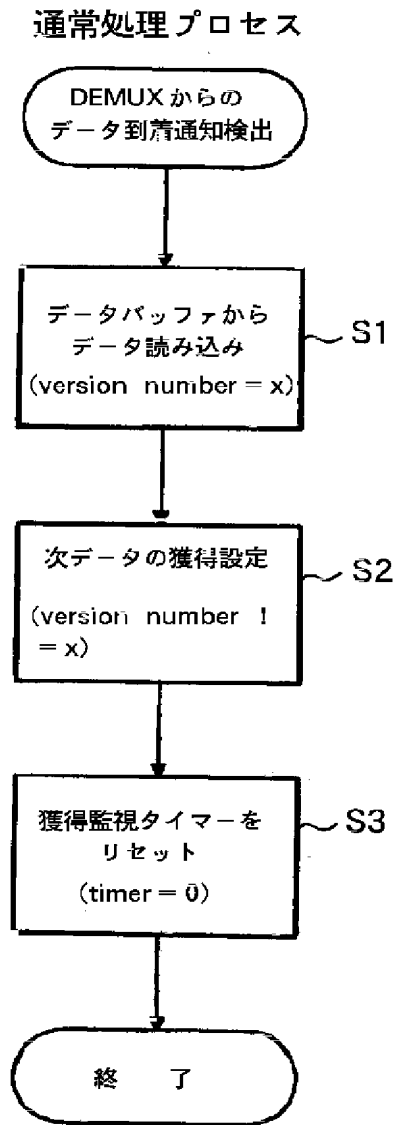 通常処理プロセス
DEMUXからの
データ到着通知検出
データバッファから
データ読み込み
(version number = x)
S1
次データの獲得設定
(version number !
= x)
S2
獲得監視タイマーを
リセット
(timer = 0)
S3
終 了